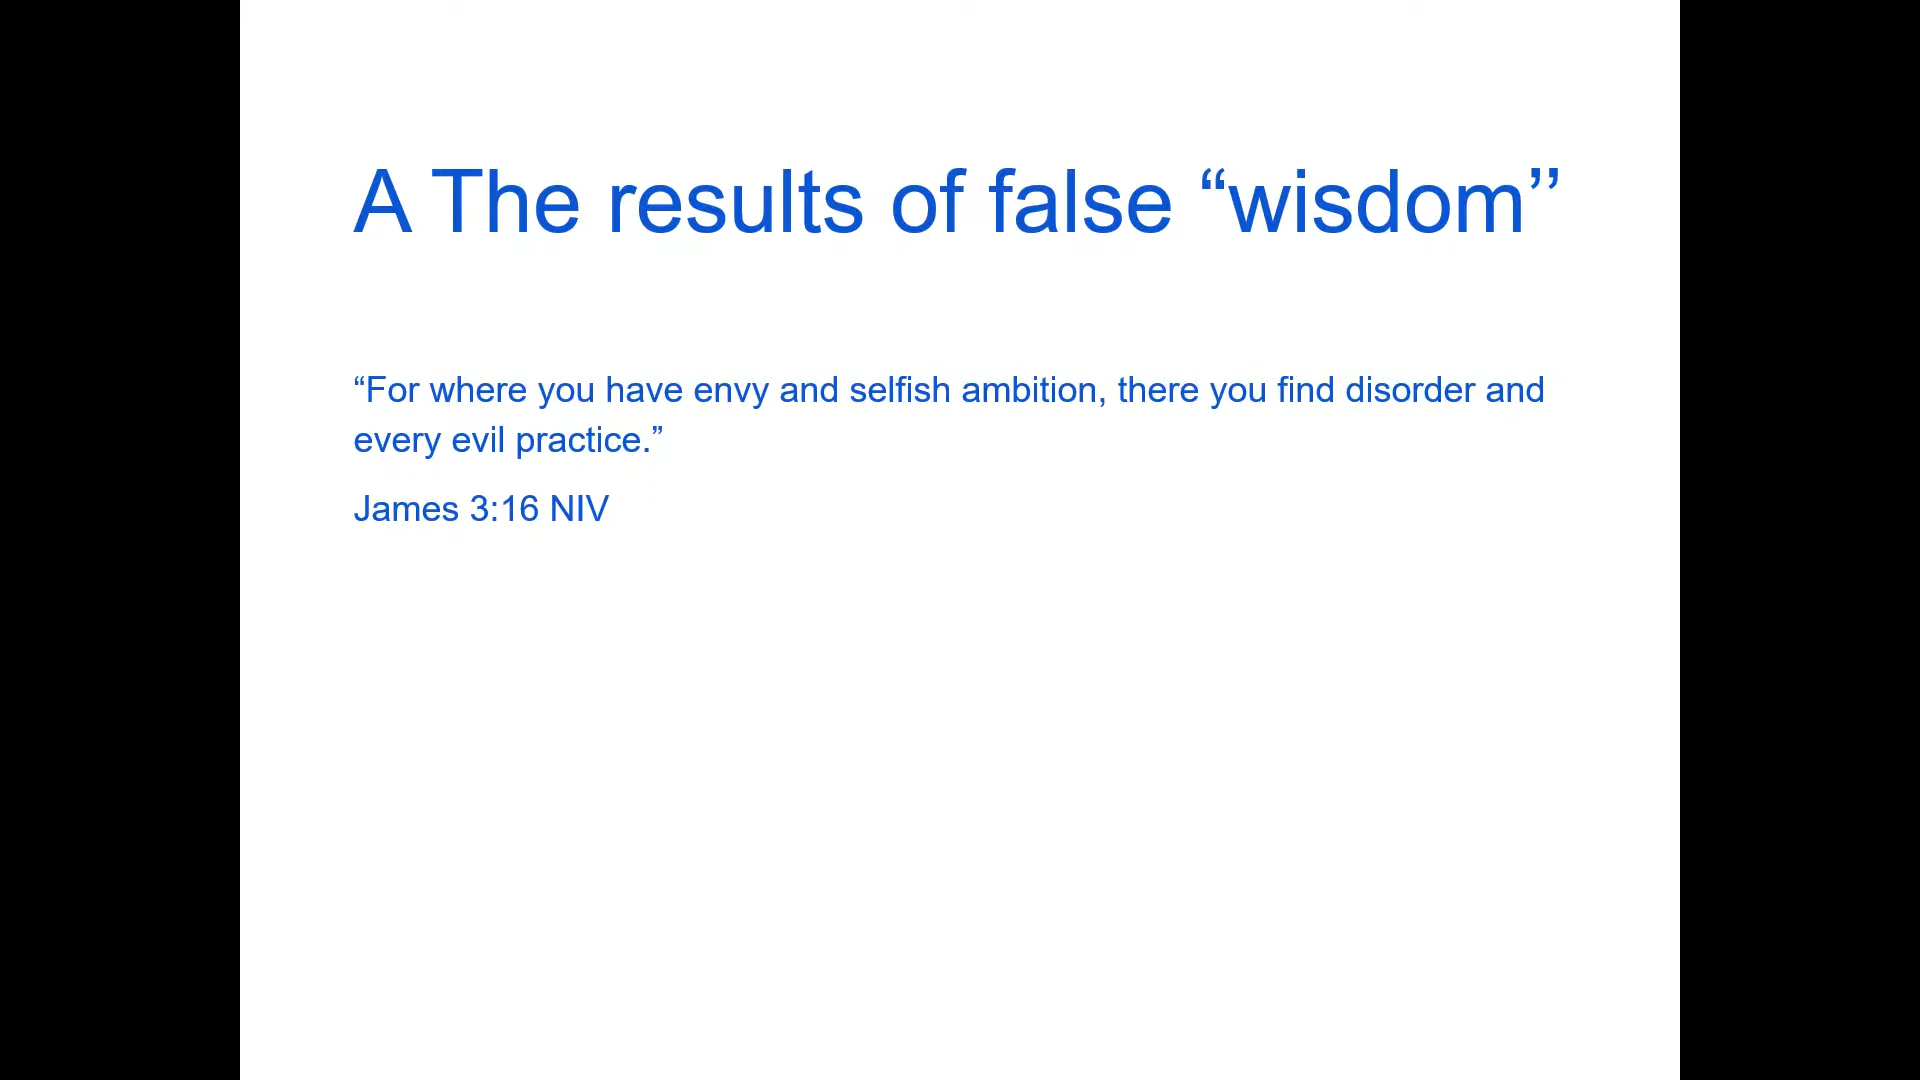 A The results of false “wisdom’’
“For where you have envy and selfish ambition, there you find disorder and
every evil practice.”
James 3:16 NIV